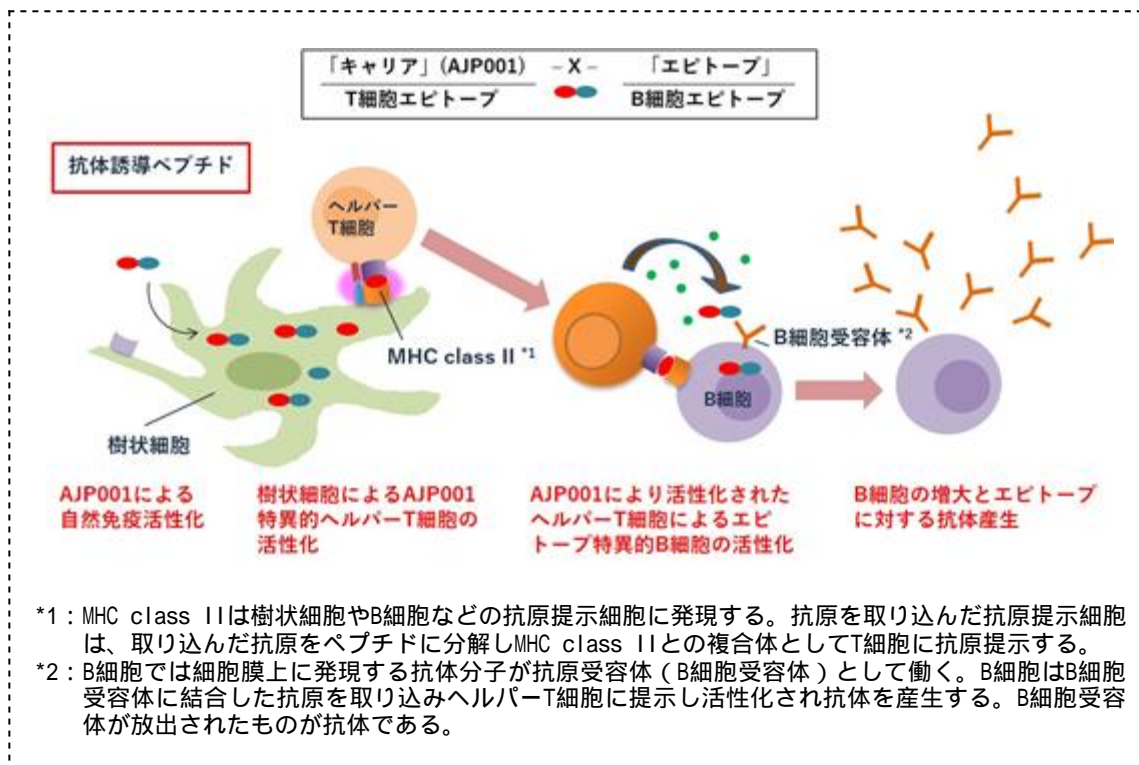 「キャリア」(AJP001) – X – 「エピトープ」
T細胞エピトープ B細胞エピトープ
抗体誘導ペプチド
ヘルパー
T細胞
MHC class II *1
樹状細胞
B細胞受容体 *2
B細胞
AJP001による
自然免疫活性化
樹状細胞によるAJP001
特異的ヘルパーT細胞の
活性化
AJP001により活性化された
ヘルパーT細胞によるエピ
トープ特異的B細胞の活性化
B細胞の増大とエピトープ
に対する抗体産生
*1：MHC class IIは樹状細胞やB細胞などの抗原提示細胞に発現する。抗原を取り込んだ抗原提示細胞
は、取り込んだ抗原をペプチドに分解しMHC class IIとの複合体としてT細胞に抗原提示する。
*2：B細胞では細胞膜上に発現する抗体分子が抗原受容体（B細胞受容体）として働く。B細胞はB細胞
受容体に結合した抗原を取り込みヘルパーT細胞に提示し活性化され抗体を産生する。B細胞受容
体が放出されたものが抗体である。